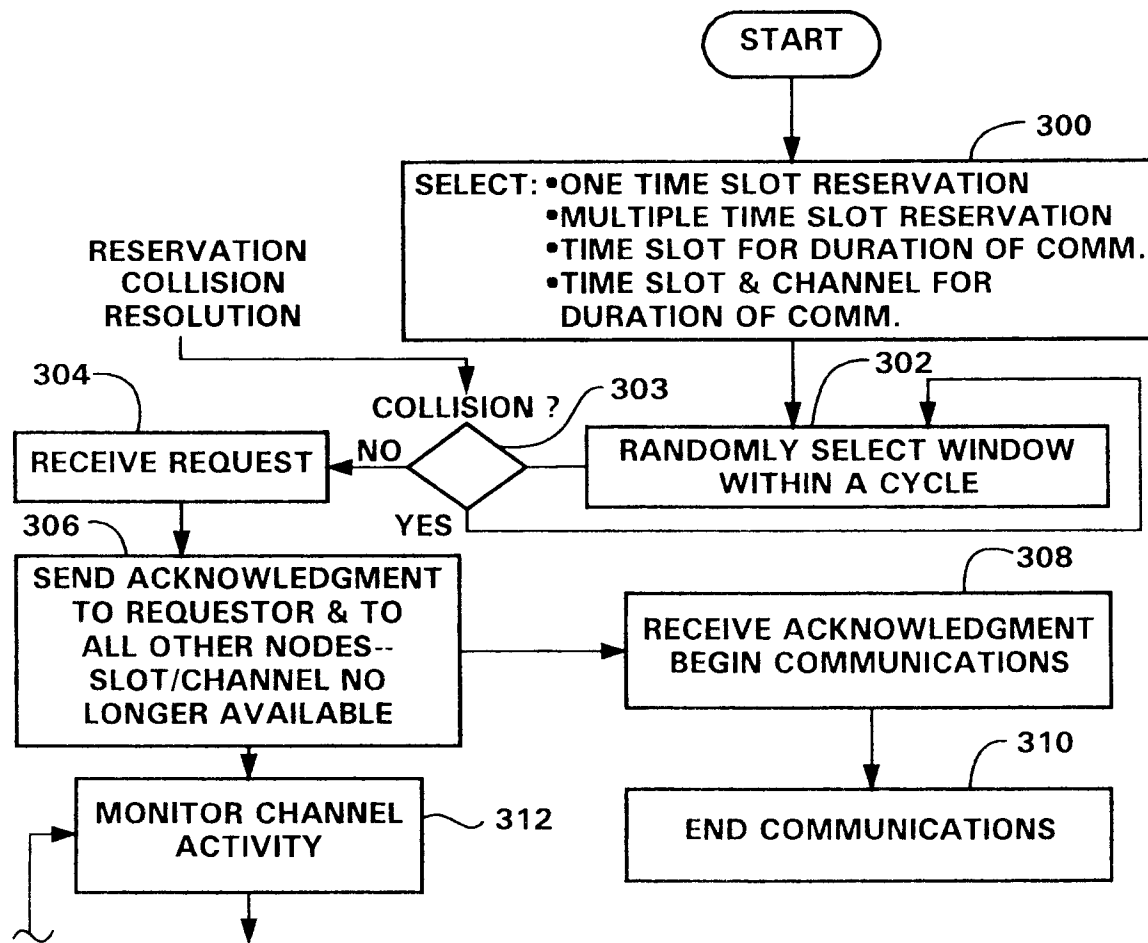 START
300
SELECT: •ONE TIME SLOT RESERVATION
•MULTIPLE TIME SLOT RESERVATION
•TIME SLOT FOR DURATION OF COMM.
•TIME SLOT & CHANNEL FOR
DURATION OF COMM.
RESERVATION
COLLISION
RESOLUTION
304
303
302
COLLISION ?
RECEIVE REQUEST
NO
YES
RANDOMLY SELECT WINDOW
WITHIN A CYCLE
306
SEND ACKNOWLEDGMENT
TO REQUESTOR & TO
ALL OTHER NODES--
SLOT/CHANNEL NO
LONGER AVAILABLE
308
RECEIVE ACKNOWLEDGMENT
BEGIN COMMUNICATIONS
310
END COMMUNICATIONS
MONITOR CHANNEL
ACTIVITY
312